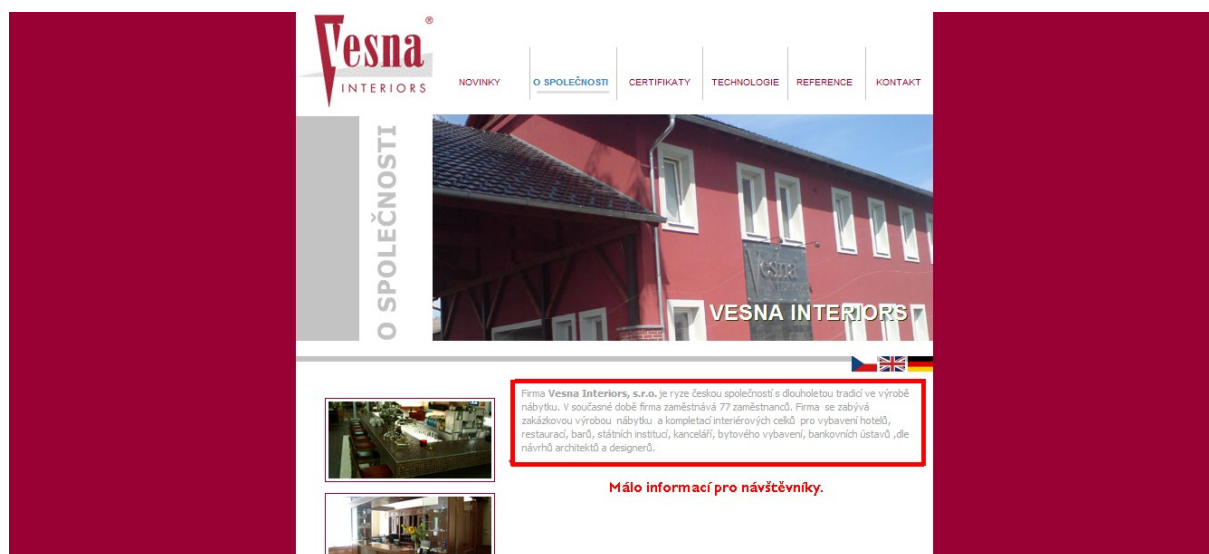 Vesna®
INTERIORS
NOVINKY
O SPOLEČNOSTI
CERTIFIKATY
TECHNOLOGIE
REFERENCE
KONTAKT
O SPOLEČNOSTI
Vesna
VESNA INTERIORS
Firma Vesna Interiors, s.r.o. je ryze českou společností s dlouholetou tradicí ve výrobě
nábytku. V současné době firma zaměstnává 77 zaměstnanců. Firma se zabývá
zakázkovou výrobou nábytku a kompletací interiérových celků pro vybavení hotelů,
restaurací, barů, státních institucí, kanceláří, bytového vybavení, bankovních ústavů ,dle
návrhů architektů a designerů.
Málo informací pro návštěvníky.